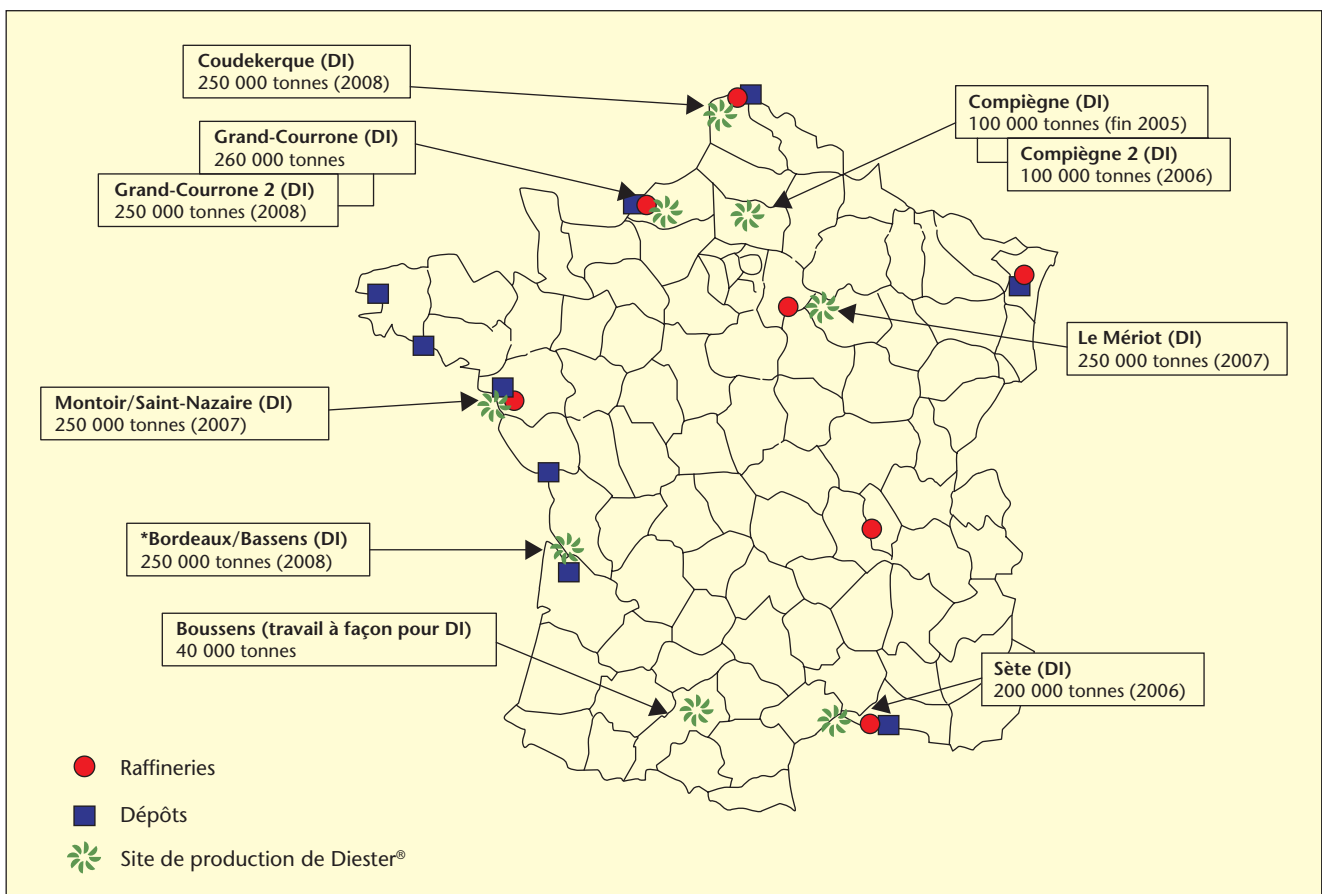 Coudekerque (DI)
250 000 tonnes (2008)
Grand-Courrone (DI)
260 000 tonnes
Grand-Courrone 2 (DI)
250 000 tonnes (2008)
Compiègne (DI)
100 000 tonnes (fin 2005)
Compiègne 2 (DI)
100 000 tonnes (2006)
Le Mériot (DI)
250 000 tonnes (2007)
Montoir/Saint-Nazaire (DI)
250 000 tonnes (2007)
*Bordeaux/Bassens (DI)
250 000 tonnes (2008)
Boussens (travail à façon pour DI)
40 000 tonnes
Sète (DI)
200 000 tonnes (2006)
Raffineries
Dépôts
Site de production de Diester®